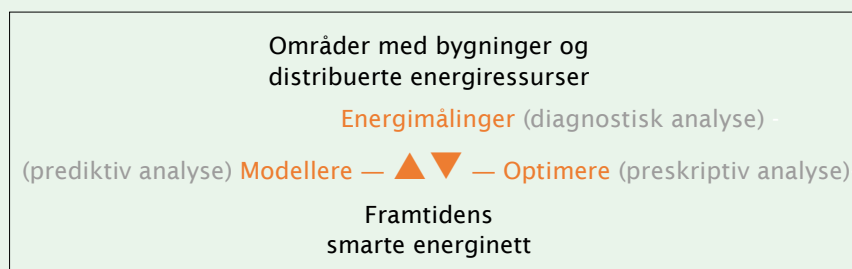 Områder med bygninger og
distribuerte energiressurser
Energimålinger (diagnostisk analyse)
(prediktiv analyse) Modellere — ▲▼ — Optimere (preskriptiv analyse)
Framtidens
smarte energinett